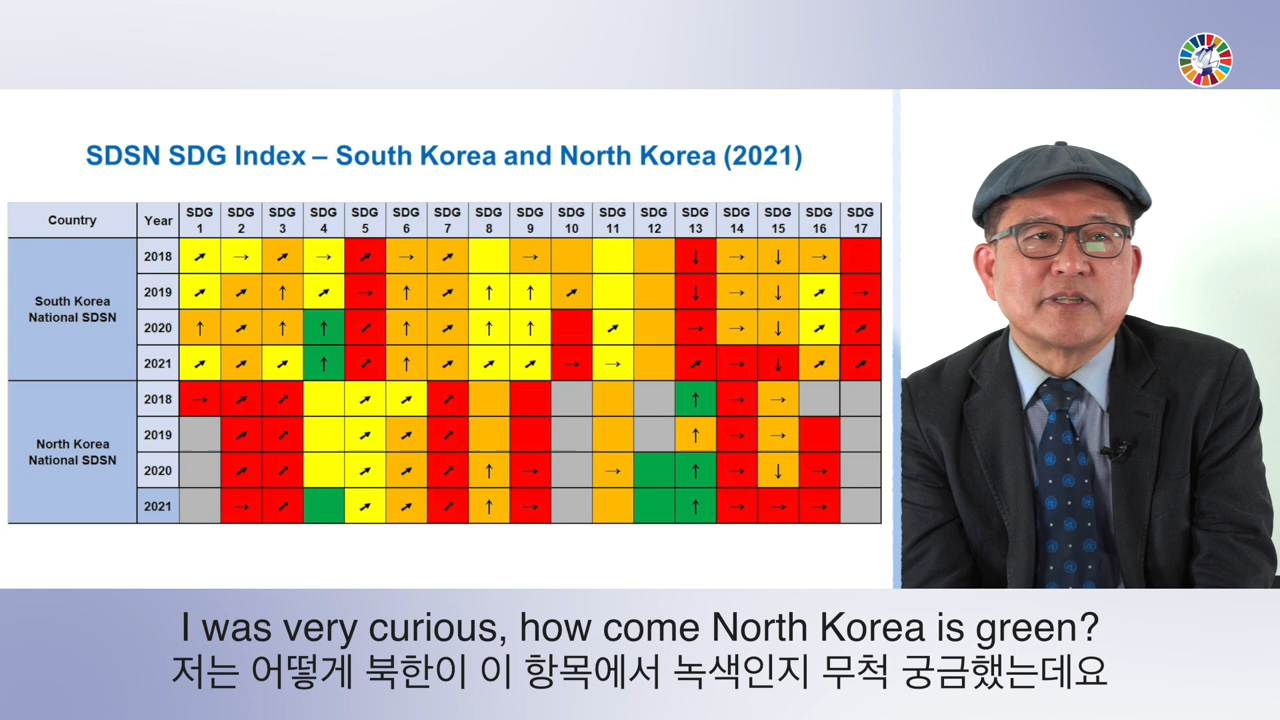 SDSN SDG Index – South Korea and North Korea (2021)
Country Year SDG 1 SDG 2 SDG 3 SDG 4 SDG 5 SDG 6 SDG 7 SDG 8 SDG 9 SDG 10 SDG 11 SDG 12 SDG 13 SDG 14 SDG 15 SDG 16 SDG 17
South Korea
National SDSN
2018
2019
2020
2021
North Korea
National SDSN
2018
2019
2020
2021
I was very curious, how come North Korea is green?
저는 어떻게 북한이 이 항목에서 녹색인지 무척 궁금했는데요